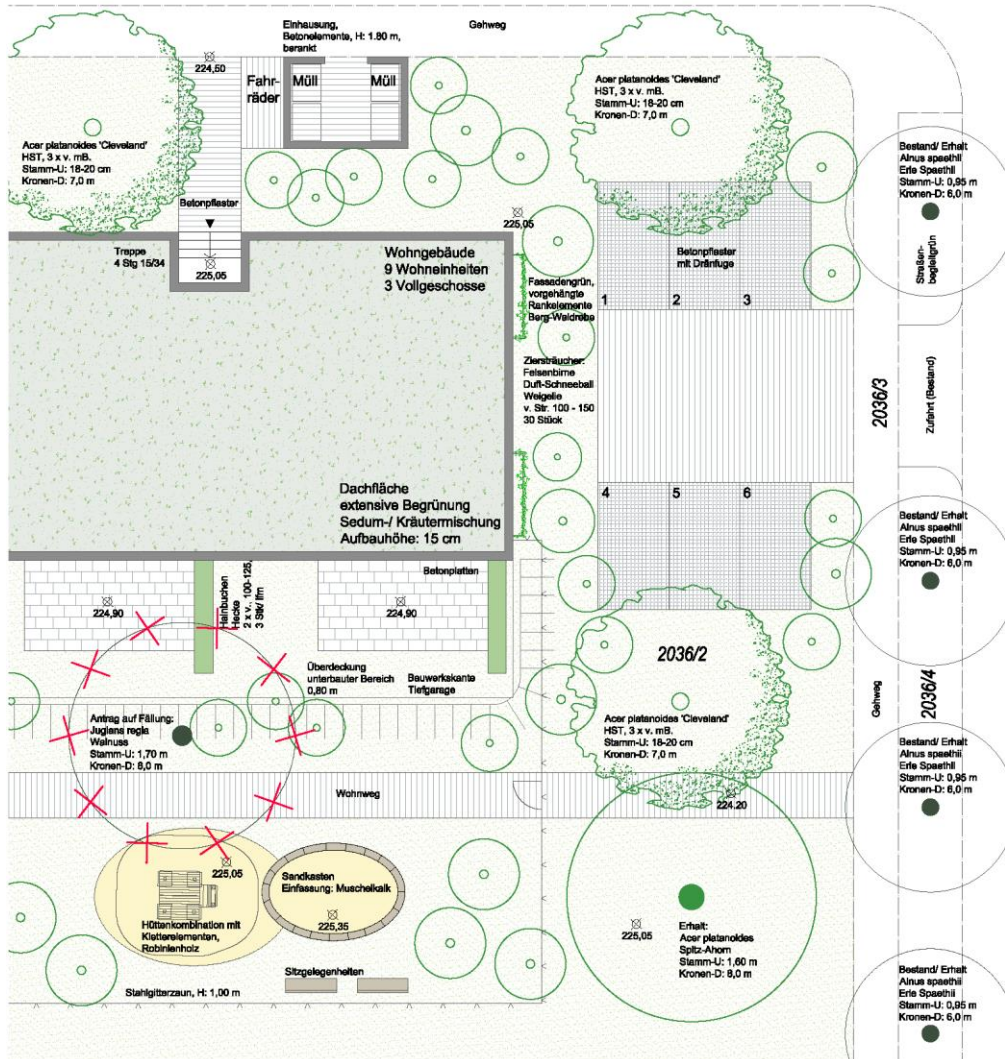 Einhausung,
Betonelemente, H: 1.80 m,
berankt
Gehweg
224,50
Fahr-
räder
Müll
Müll
Acer platanoides 'Cleveland'
HST, 3 x v. mB.
Stamm-U: 18-20 cm
Kronen-D: 7,0 m
Acer platanoides 'Cleveland'
HST, 3 x v. mB.
Stamm-U: 18-20 cm
Kronen-D: 7,0 m
Bestand/ Erhalt
Alnus spaethii
Erle Spaethii
Stamm-U: 0,95 m
Kronen-D: 6,0 m
Betonpflaster
225,05
Treppe
4 Stg 15/34
225,05
Wohngebäude
9 Wohneinheiten
3 Vollgeschosse
Betonpflaster
mit Dränfuge
Straßen-
begleitgrün
Fassadengrün,
vorgehängte
Rankelemente
Berg-Waldrebe
1
2
3
Ziersträucher:
Felsenbirne
Duft-Schneeball
Weigelie
v. Str. 100 - 150
30 Stück
2036/3
Zufahrt (Bestand)
Dachfläche
extensive Begrünung
Sedum-/ Kräutermischung
Aufbauhöhe: 15 cm
4
5
6
Bestand/ Erhalt
Alnus spaethii
Erle Spaethii
Stamm-U: 0,95 m
Kronen-D: 6,0 m
Betonplatten
224,90
Hainbuchen
Hecke
2 x v.. 100-125,
3 Stk/ lfm
224,90
Überdeckung
unterbauter Bereich
0,80 m
Bauwerkskante
Tiefgarage
2036/2
Gehweg
2036/4
Antrag auf Fällung:
Juglans regia
Walnuss
Stamm-U: 1,70 m
Kronen-D: 8,0 m
Acer platanoides 'Cleveland'
HST, 3 x v. mB.
Stamm-U: 18-20 cm
Kronen-D: 7,0 m
Bestand/ Erhalt
Alnus spaethii
Erle Spaethii
Stamm-U: 0,95 m
Kronen-D: 6,0 m
Wohnweg
224.20
225,05
Sandkasten
Einfassung: Muschelkalk
225,35
Hüttenkombination mit
Kletterelementen,
Robinienholz
225,05
Erhalt:
Acer platanoides
Spitz-Ahorn
Stamm-U: 1,60 m
Kronen-D: 8,0 m
Sitzgelegenheiten
Stahlgitterzaun, H: 1,00 m
Bestand/ Erhalt
Alnus spaethii
Erle Spaethii
Stamm-U: 0,95 m
Kronen-D: 6,0 m